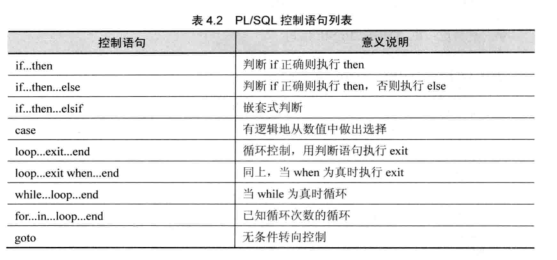 表 4.2 PL/SQL 控制语句列表
控制语句 意义说明
if...then 判断 if 正确则执行 then
if...then...else 判断 if 正确则执行 then，否则执行 else
if...then...elsif 嵌套式判断
case 有逻辑地从数值中做出选择
loop...exit...end 循环控制，用判断语句执行 exit
loop...exit when...end 同上，当 when 为真时执行 exit
while...loop...end 当 while 为真时循环
for...in...loop...end 已知循环次数的循环
goto 无条件转向控制